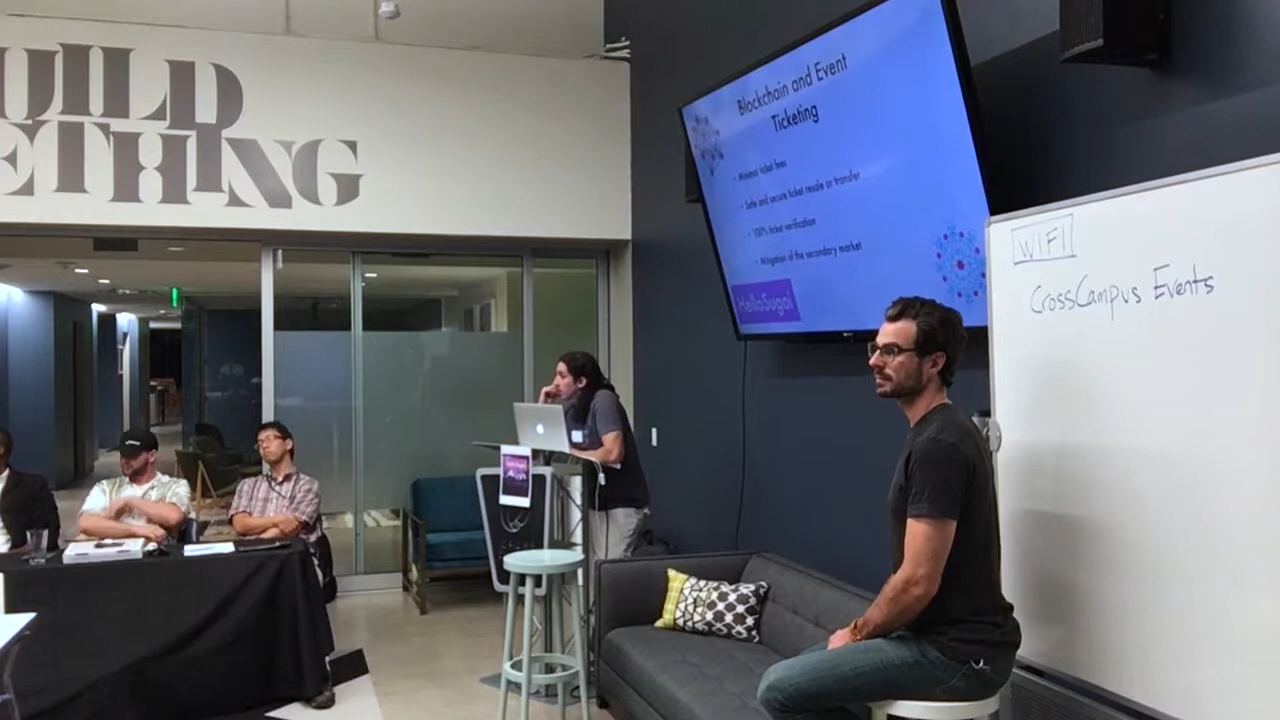 UILD
ETHING
Blockchain and Event
Ticketing
- Minimal ticket fees
- Safe and secure ticket resale or transfer
- 100% ticket verification
- Mitigation of the secondary market
HelloSugoi
WIFI
CrossCampus Events